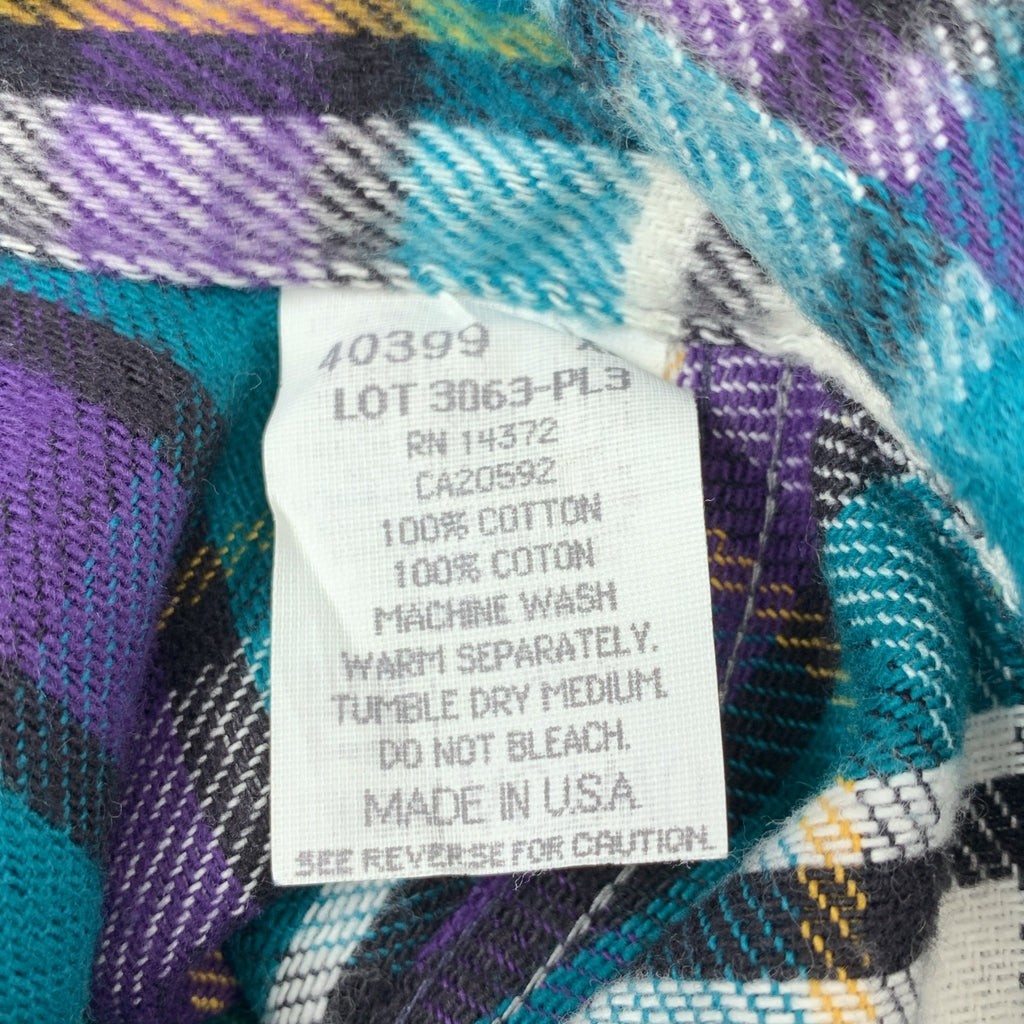 40399
LOT 3063-PL3
RN 14372
CA20592
100% COTTON
100% COTON
MACHINE WASH
WARM SEPARATELY.
TUMBLE DRY MEDIUM.
DO NOT BLEACH.
MADE IN U.S.A.
SEE REVERSE FOR CAUTION.